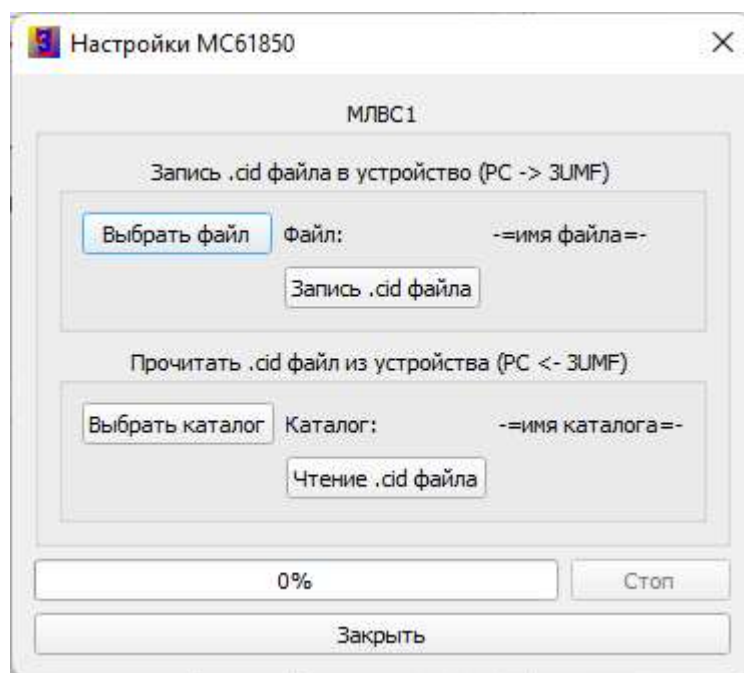 Настройки МС61850
МЛВС1
Запись .cid файла в устройство (PC -> 3UMF)
Выбрать файл Файл: -=имя файла=-
Запись .cid файла
Прочитать .cid файл из устройства (PC <- 3UMF)
Выбрать каталог Каталог: -=имя каталога=-
Чтение .cid файла
0% Стоп
Закрыть